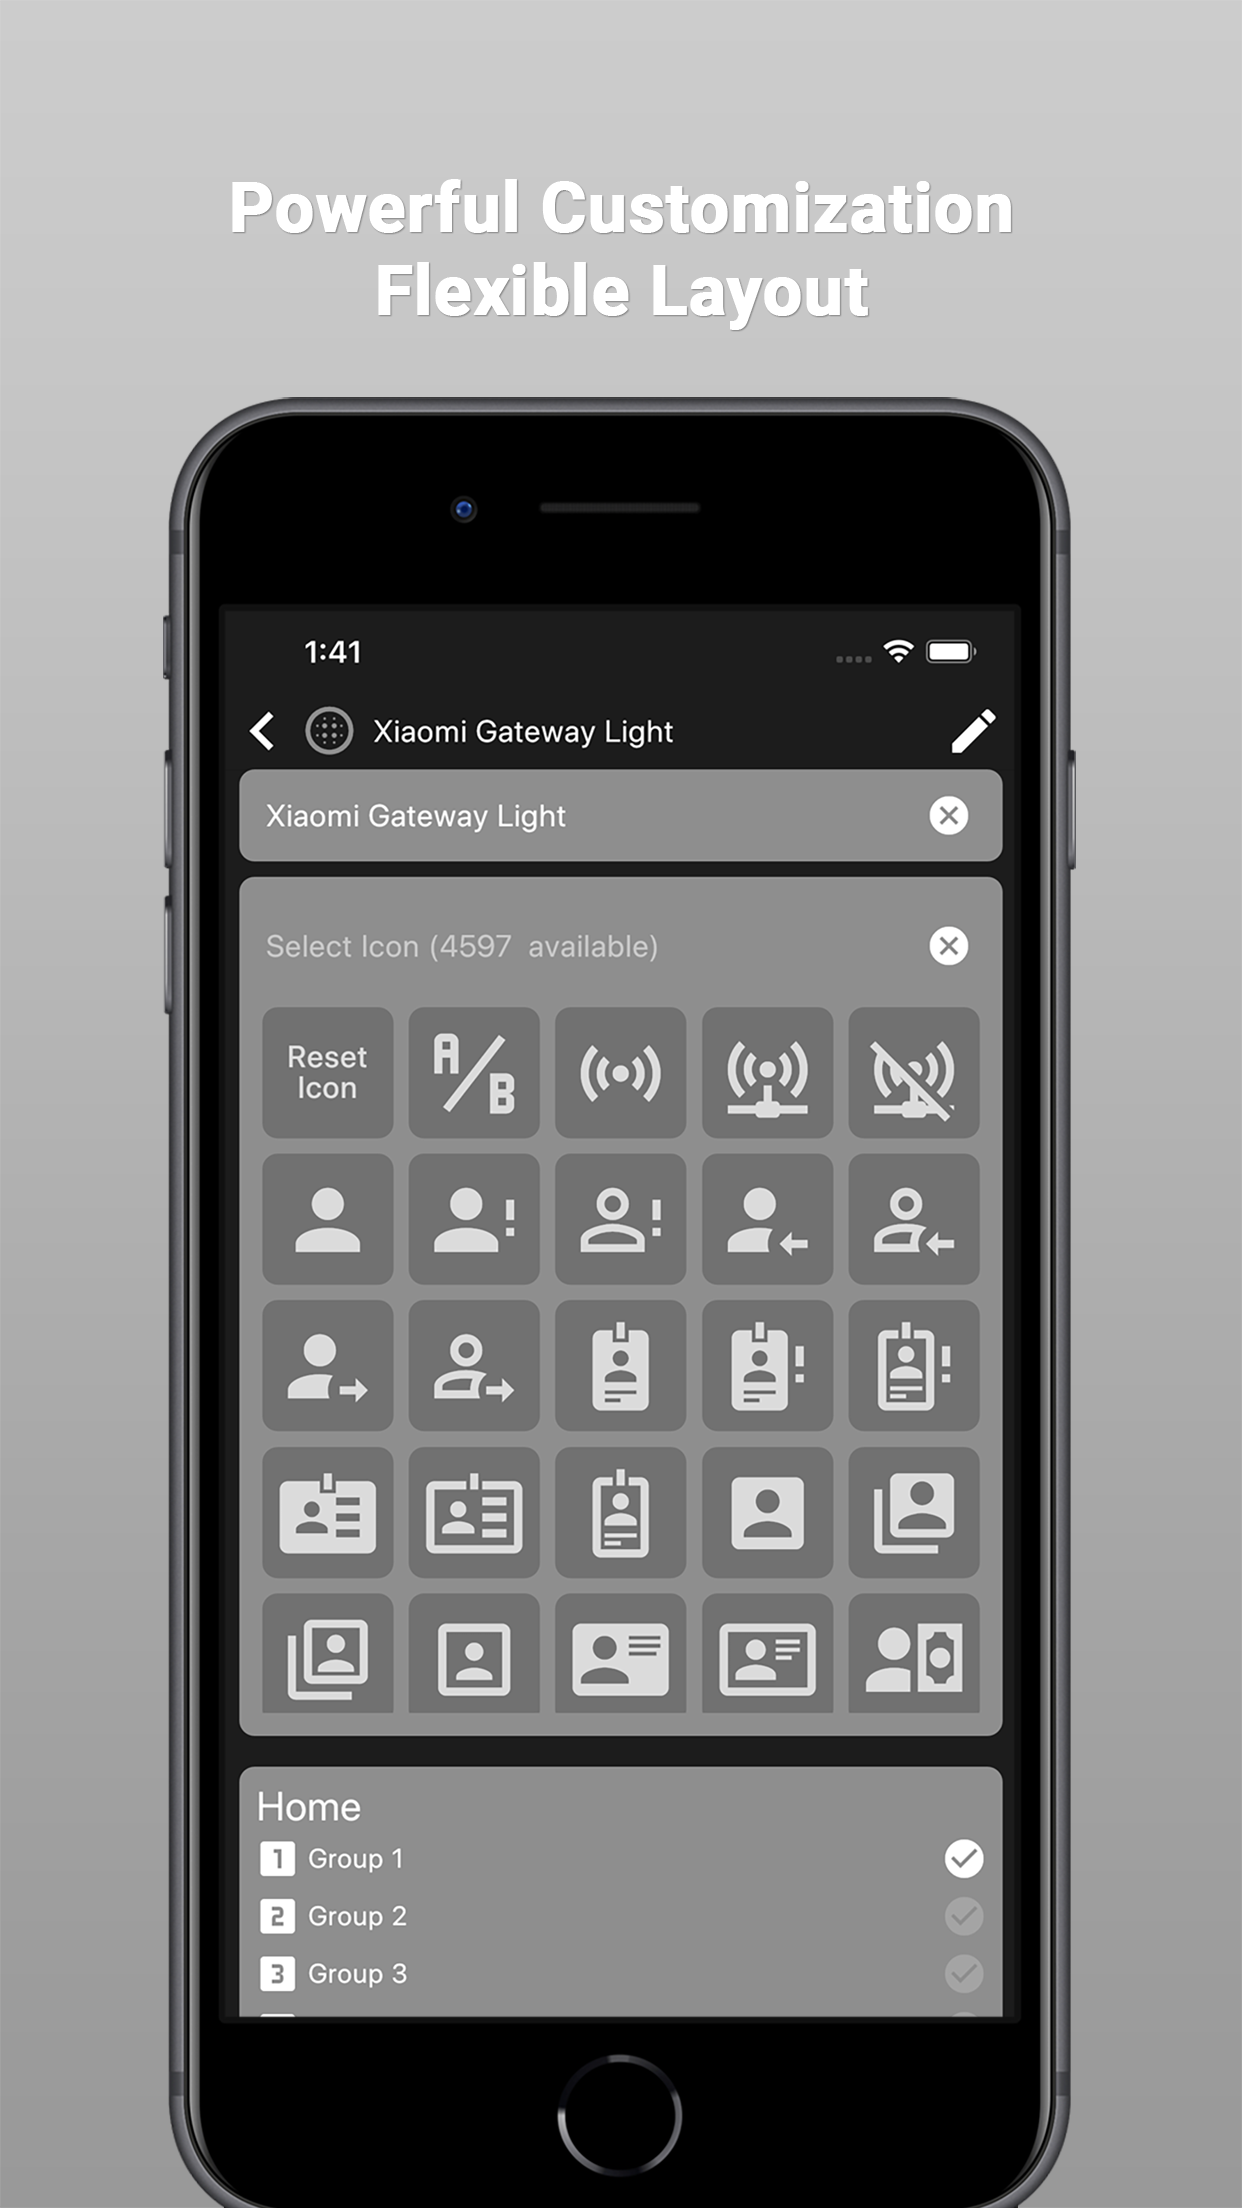 Powerful Customization
Flexible Layout
1:41
Xiaomi Gateway Light
Xiaomi Gateway Light
Select Icon (4597  available)
Reset
Icon
A/B
Home
1 Group 1
2 Group 2
3 Group 3